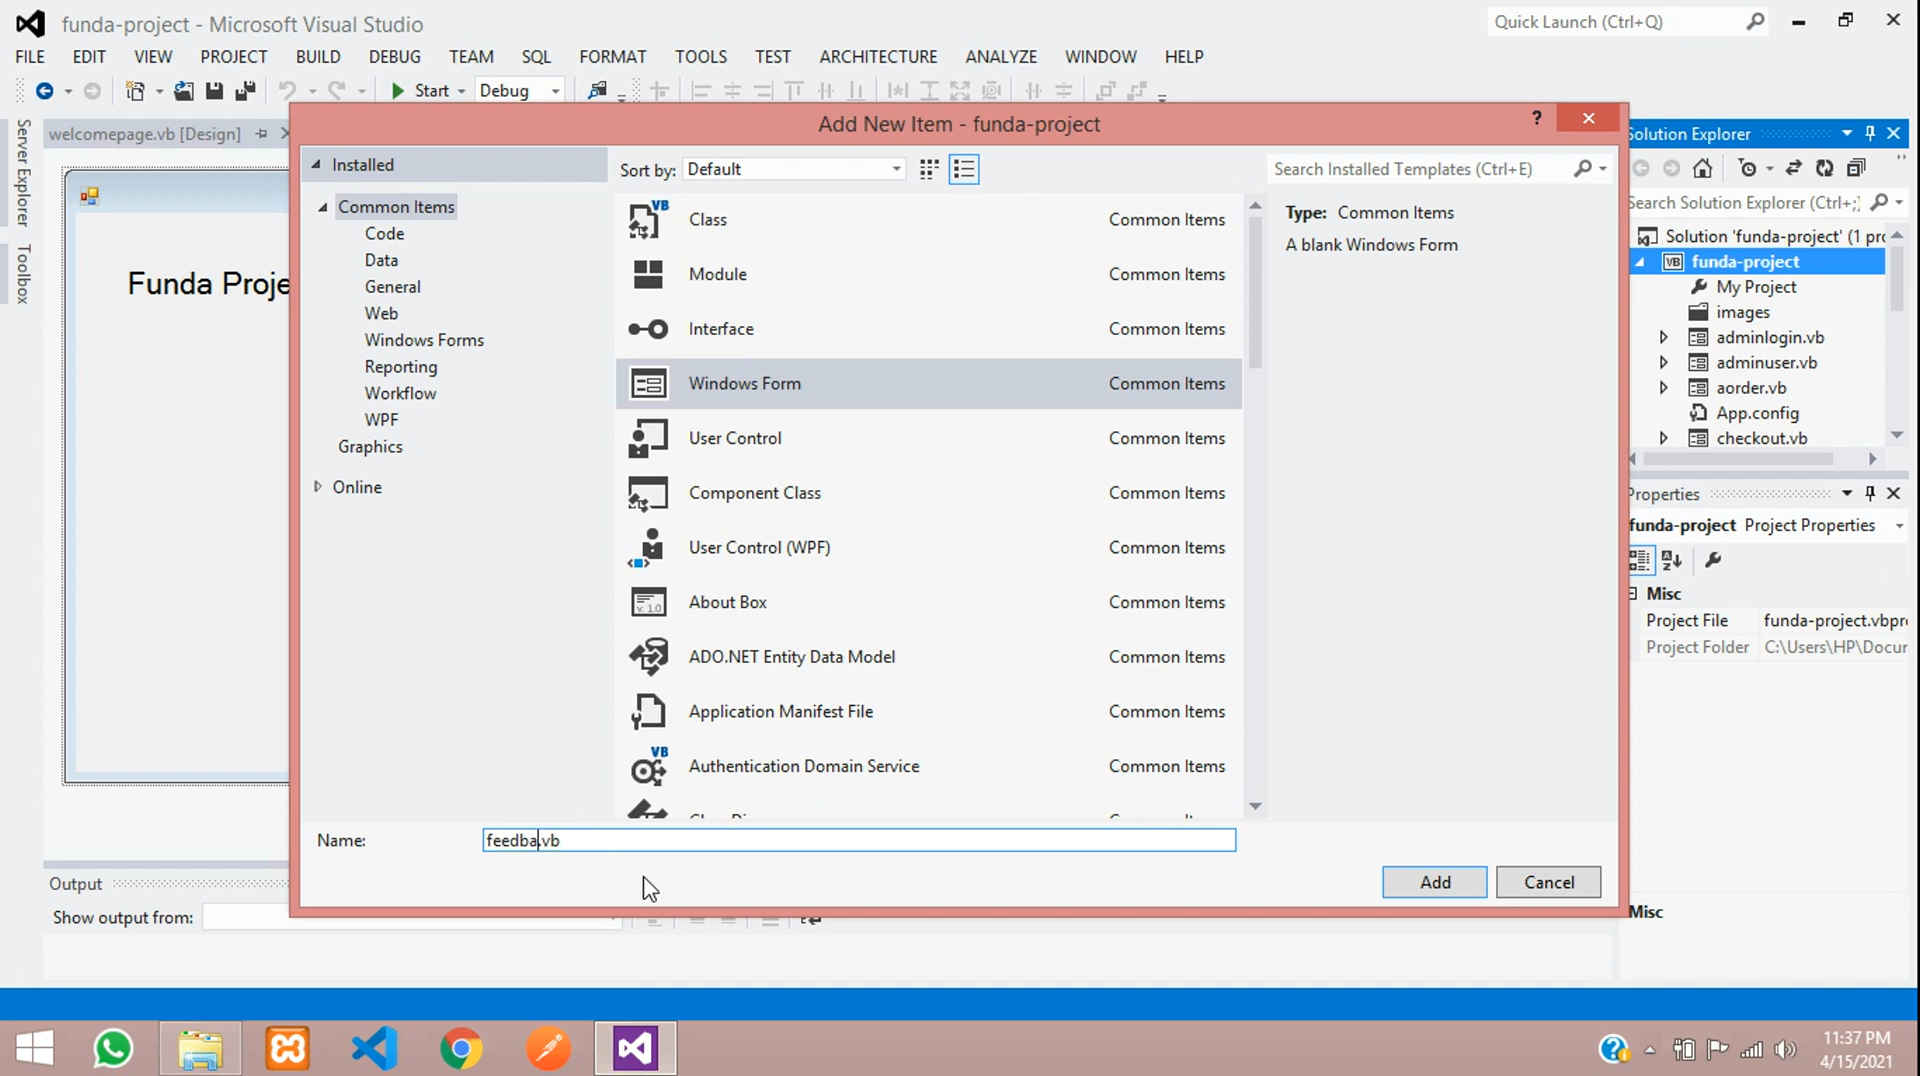 funda-project - Microsoft Visual Studio
Quick Launch (Ctrl+Q)
FILE EDIT VIEW PROJECT BUILD DEBUG TEAM SQL FORMAT TOOLS TEST ARCHITECTURE ANALYZE WINDOW HELP
Start Debug
Server Explorer
Toolbox
welcomepage.vb [Design]
Funda Proje
Add New Item - funda-project
?
Installed
Common Items
Code
Data
General
Web
Windows Forms
Reporting
Workflow
WPF
Graphics
Online
Sort by: Default
Search Installed Templates (Ctrl+E)
Class Common Items
Module Common Items
Interface Common Items
Windows Form Common Items
User Control Common Items
Component Class Common Items
User Control (WPF) Common Items
About Box Common Items
ADO.NET Entity Data Model Common Items
Application Manifest File Common Items
Authentication Domain Service Common Items
Type: Common Items
A blank Windows Form
Name: feedba.vb
Add Cancel
Solution Explorer
Search Solution Explorer (Ctrl+;)
Solution 'funda-project' (1 pro
funda-project
My Project
images
adminlogin.vb
adminuser.vb
aorder.vb
App.config
checkout.vb
Properties
funda-project Project Properties
Misc
Project File funda-project.vbpro
Project Folder C:\Users\HP\Docum
Misc
Output
Show output from:
11:37 PM
4/15/2021